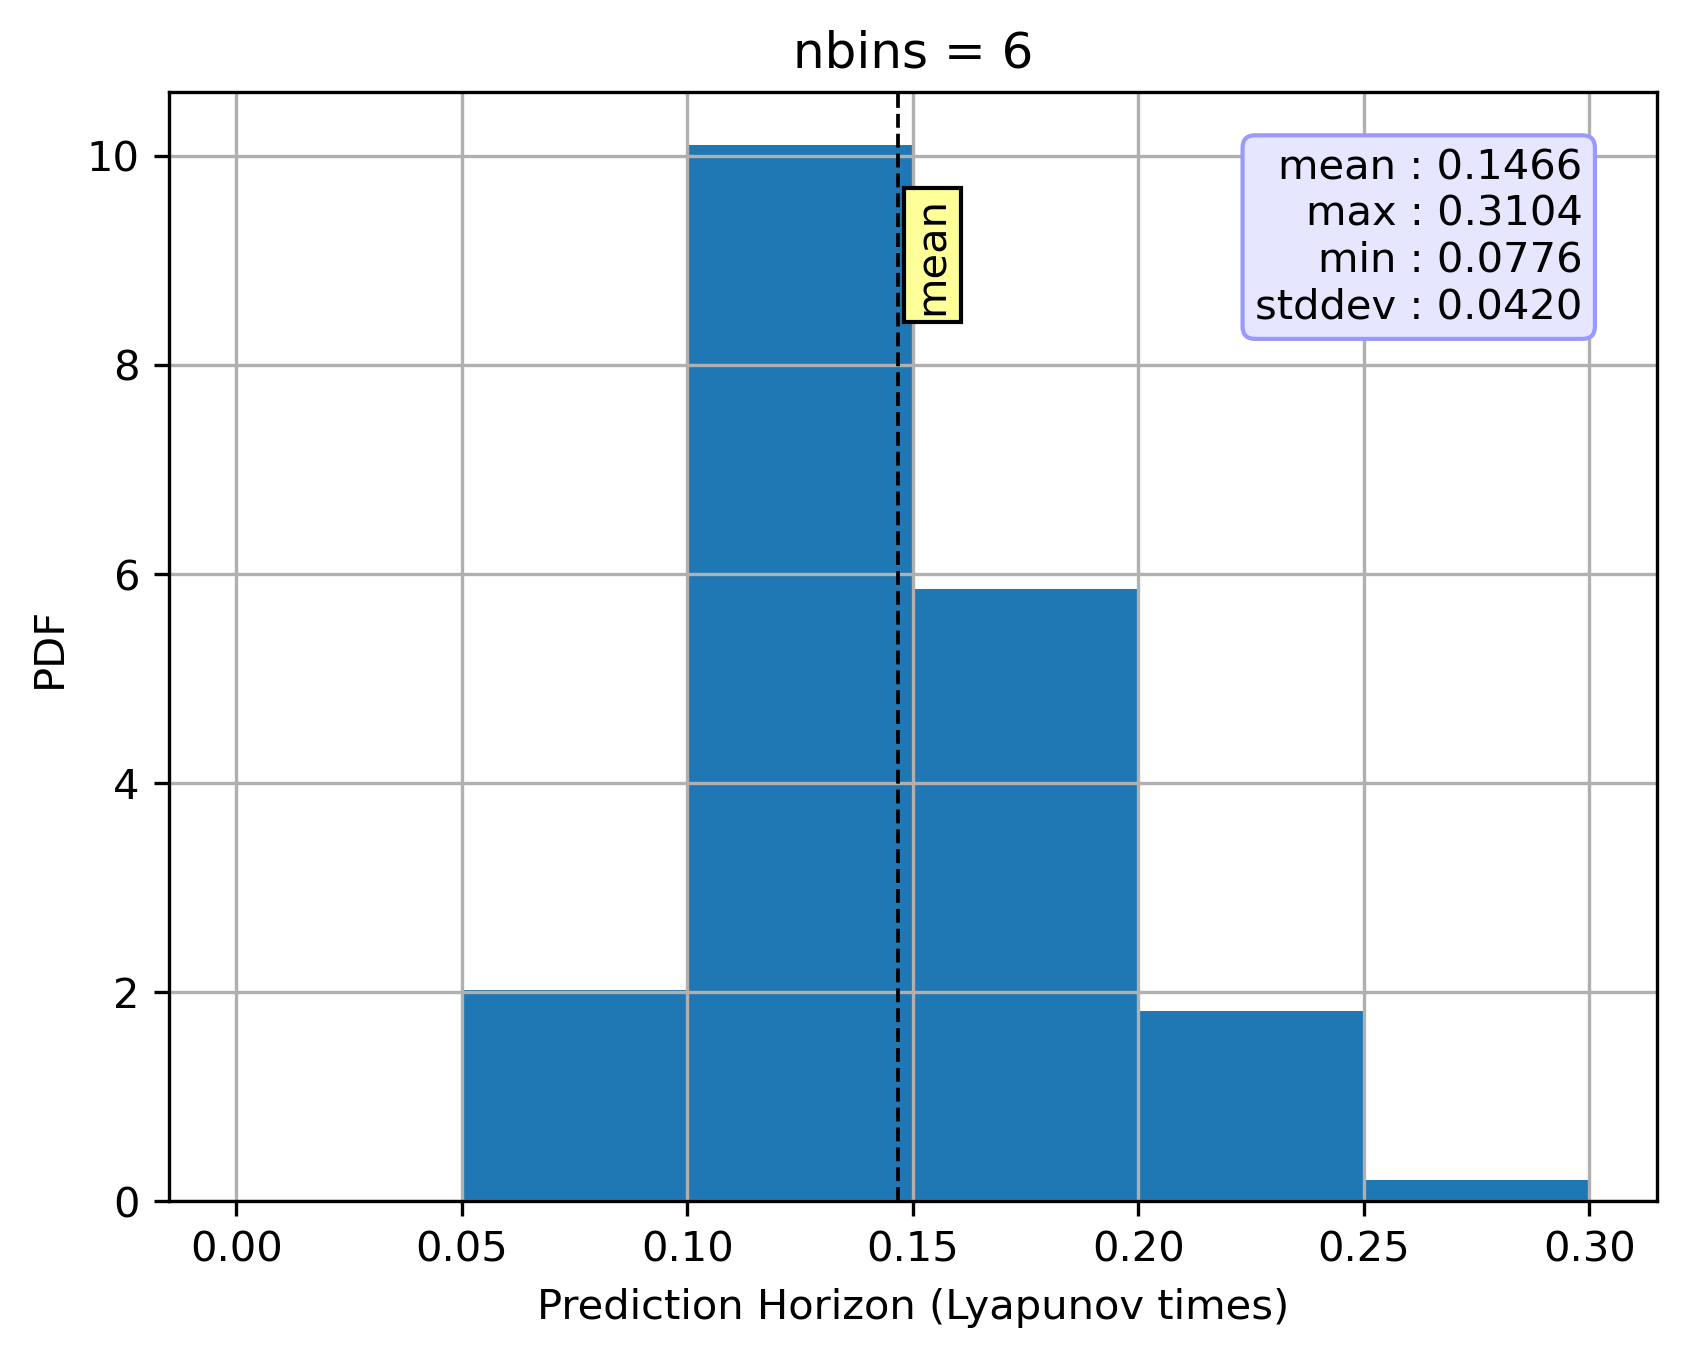 nbins = 6
10
8
6
4
2
0
PDF
mean
mean : 0.1466
max : 0.3104
min : 0.0776
stddev : 0.0420
0.00 0.05 0.10 0.15 0.20 0.25 0.30
Prediction Horizon (Lyapunov times)